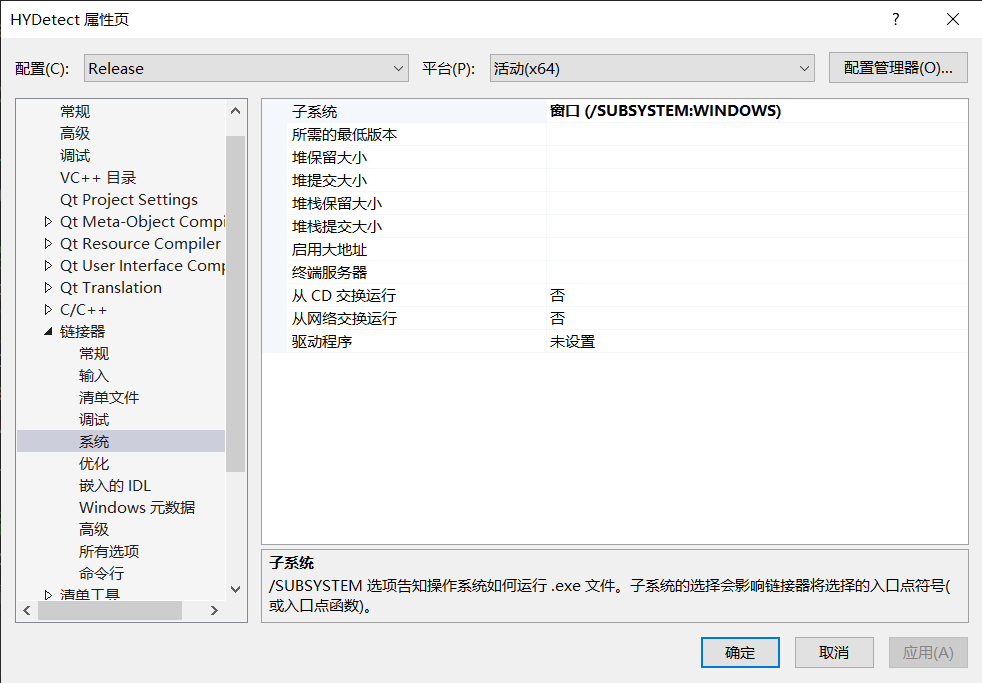 HYDetect 属性页
?
配置(C): Release 平台(P): 活动(x64) 配置管理器(O)...
常规
高级
调试
VC++ 目录
Qt Project Settings
Qt Meta-Object Compi
Qt Resource Compiler
Qt User Interface Comp
Qt Translation
C/C++
链接器
常规
输入
清单文件
调试
系统
优化
嵌入的 IDL
Windows 元数据
高级
所有选项
命令行
清单工具
子系统 窗口 (/SUBSYSTEM:WINDOWS)
所需的最低版本
堆保留大小
堆提交大小
堆栈保留大小
堆栈提交大小
启用大地址
终端服务器
从 CD 交换运行 否
从网络交换运行 否
驱动程序 未设置
子系统
/SUBSYSTEM 选项告知操作系统如何运行 .exe 文件。子系统的选择会影响链接器将选择的入口点符号(
或入口点函数)。
确定 取消 应用(A)